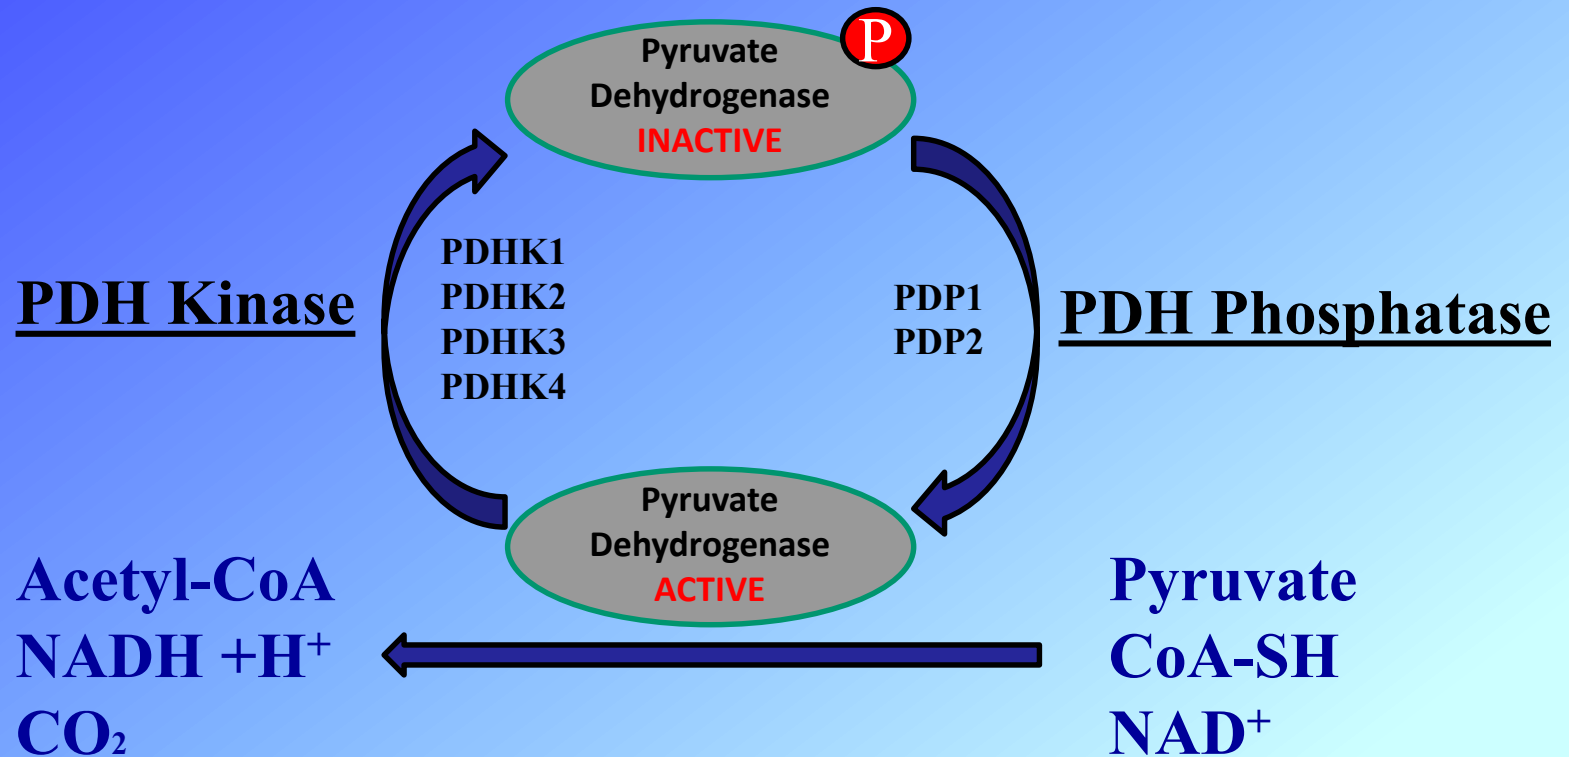 Pyruvate
Dehydrogenase
INACTIVE
P
PDH Kinase
PDHK1
PDHK2
PDHK3
PDHK4
PDP1
PDP2
PDH Phosphatase
Pyruvate
Dehydrogenase
ACTIVE
Acetyl-CoA
NADH +H⁺
CO₂
Pyruvate
CoA-SH
NAD⁺